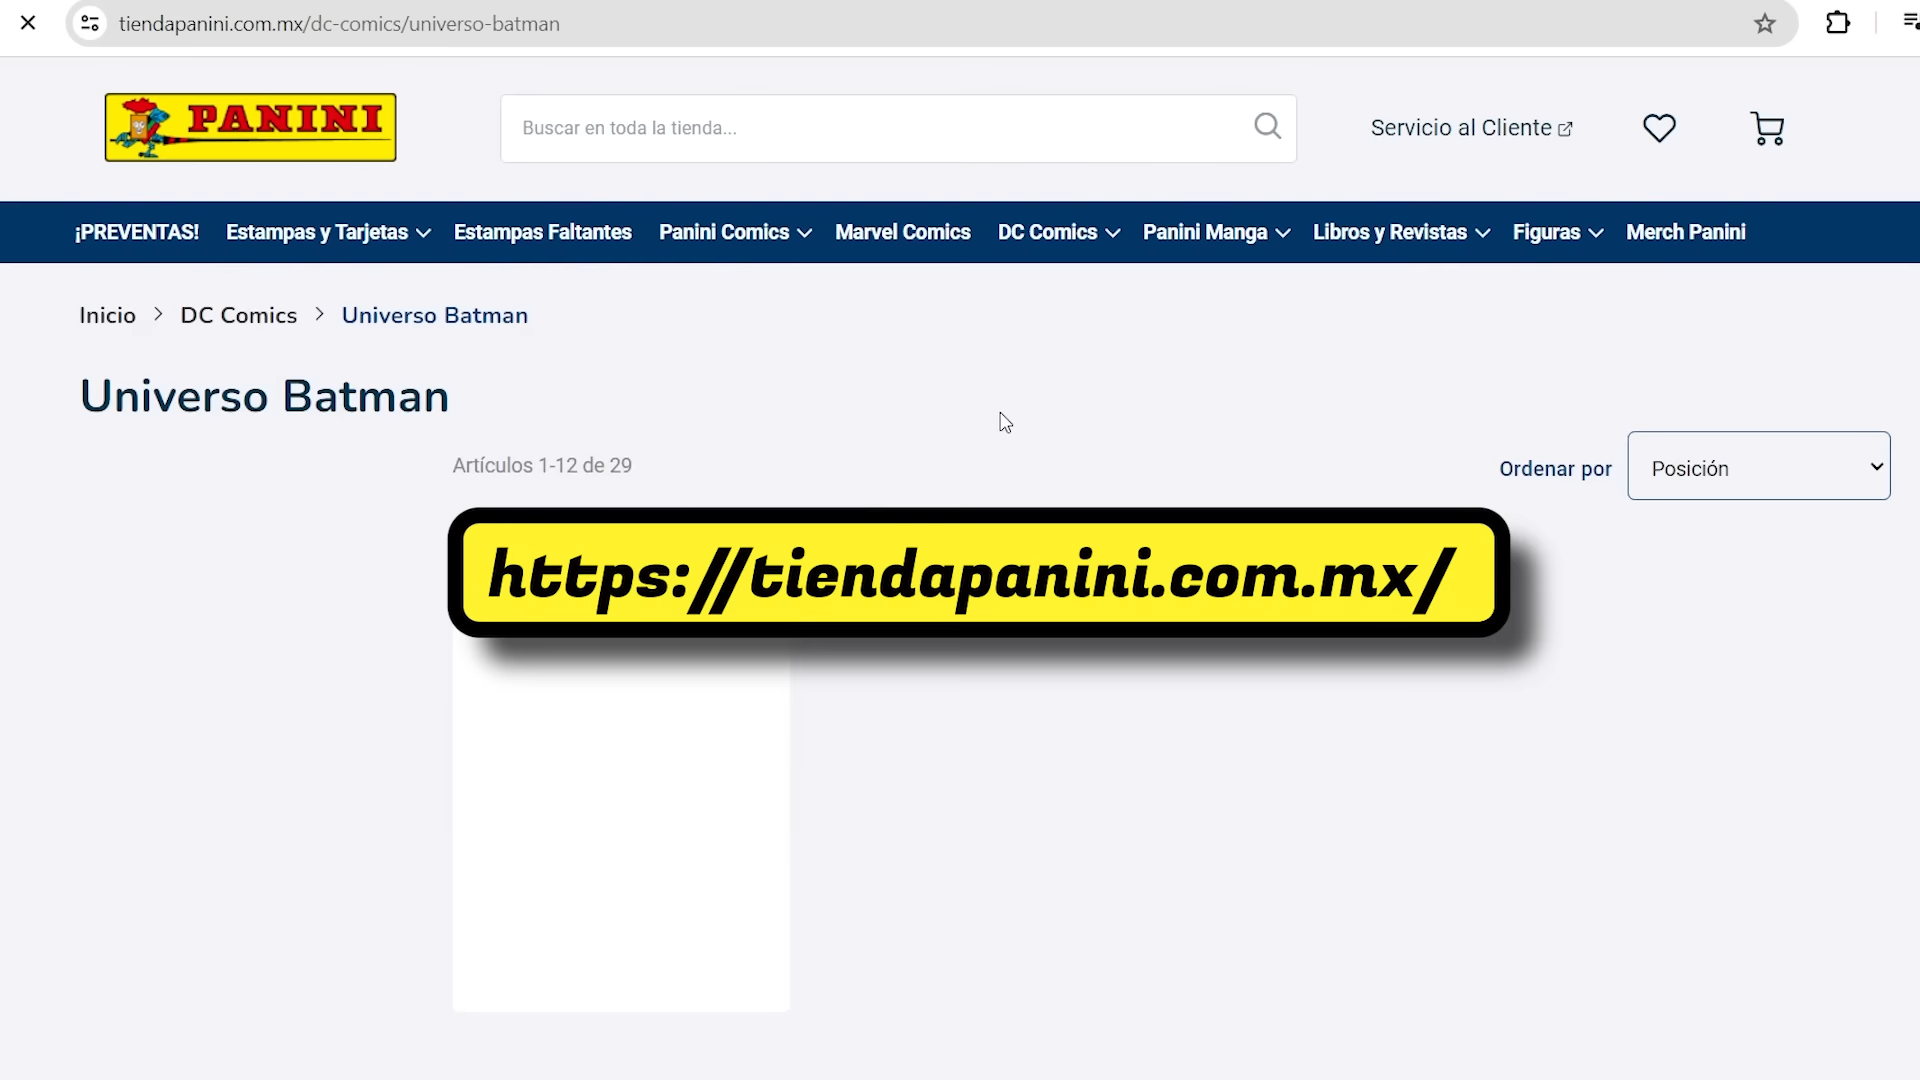 tiendapanini.com.mx/dc-comics/universo-batman
PANINI
Buscar en toda la tienda...
Servicio al Cliente
¡PREVENTAS! Estampas y Tarjetas Estampas Faltantes Panini Comics Marvel Comics DC Comics Panini Manga Libros y Revistas Figuras Merch Panini
Inicio > DC Comics > Universo Batman
Universo Batman
Artículos 1-12 de 29
Ordenar por Posición
https://tiendapanini.com.mx/